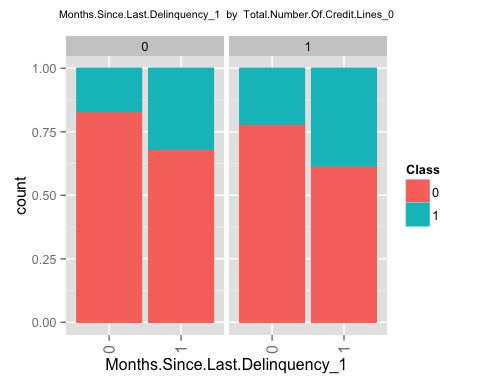 Months.Since.Last.Delinquency_1 by Total.Number.Of.Credit.Lines_0
0 1
1.00
0.75
0.50
0.25
0.00
count
0 1 0 1
Months.Since.Last.Delinquency_1
Class
0
1